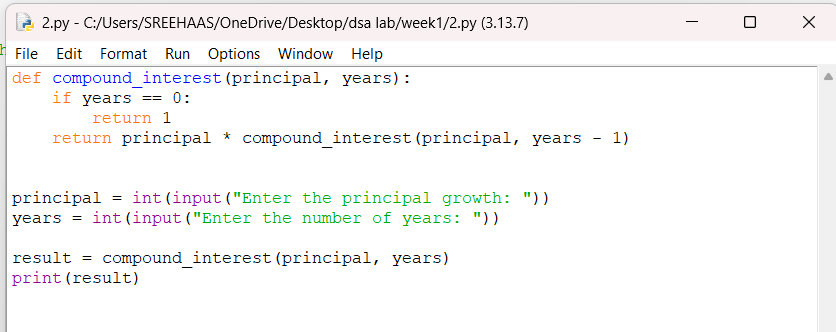 2.py - C:/Users/SREEHAAS/OneDrive/Desktop/dsa lab/week1/2.py (3.13.7)
File Edit Format Run Options Window Help
def compound_interest(principal, years):
    if years == 0:
        return 1
    return principal * compound_interest(principal, years - 1)
principal = int(input("Enter the principal growth: "))
years = int(input("Enter the number of years: "))
result = compound_interest(principal, years)
print(result)